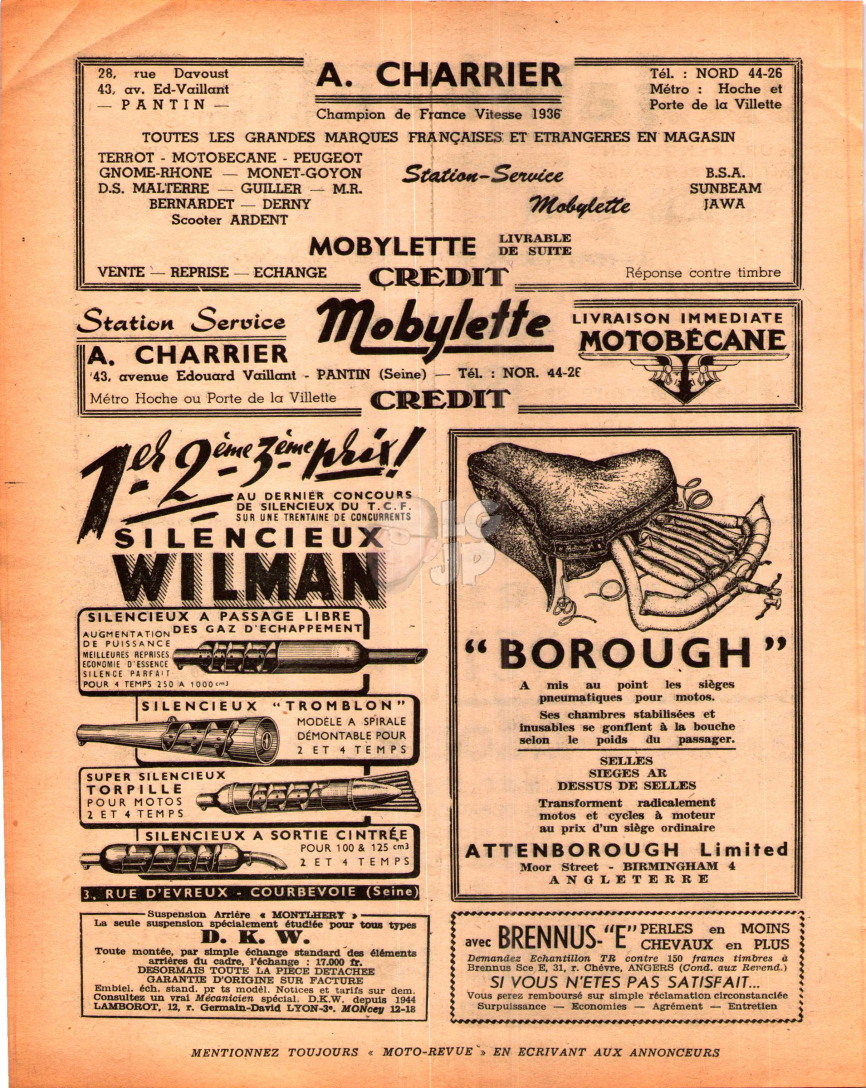 28, rue Davoust
43, av. Ed-Vaillant
— PANTIN —
A. CHARRIER
Champion de France Vitesse 1936
Tél. : NORD 44-26
Métro : Hoche et
Porte de la Villette
TOUTES LES GRANDES MARQUES FRANÇAISES ET ETRANGERES EN MAGASIN
TERROT - MOTOBECANE - PEUGEOT
GNOME-RHONE — MONET-GOYON
D.S. MALTERRE — GUILLER — M.R.
BERNARDET — DERNY
Scooter ARDENT
Station-Service
Mobylette
B.S.A.
SUNBEAM
JAWA
MOBYLETTE LIVRABLE
DE SUITE
VENTE — REPRISE — ECHANGE
CREDIT
Réponse contre timbre
Station Service
Mobylette
LIVRAISON IMMEDIATE
MOTOBÉCANE
A. CHARRIER
43, avenue Edouard Vaillant - PANTIN (Seine) — Tél. : NOR. 44-26
Métro Hoche ou Porte de la Villette
CREDIT
1er 2ème 3ème prix!
AU DERNIER CONCOURS
DE SILENCIEUX DU T.C.F.
SUR UNE TRENTAINE DE CONCURRENTS
SILENCIEUX
WILMAN
SILENCIEUX A PASSAGE LIBRE
DES GAZ D'ECHAPPEMENT
AUGMENTATION
DE PUISSANCE
MEILLEURES REPRISES
ECONOMIE D'ESSENCE
SILENCE PARFAIT
POUR 4 TEMPS 250 A 1000 cm3
SILENCIEUX "TROMBLON"
MODÈLE A SPIRALE
DÉMONTABLE POUR
2 ET 4 TEMPS
SUPER SILENCIEUX
TORPILLE
POUR MOTOS
2 ET 4 TEMPS
SILENCIEUX A SORTIE CINTRÉE
POUR 100 & 125 cm3
2 ET 4 TEMPS
3, RUE D'EVREUX - COURBEVOIE (Seine)
"BOROUGH"
A mis au point les sièges
pneumatiques pour motos.
Ses chambres stabilisées et
inusables se gonflent à la bouche
selon le poids du passager.
SELLES
SIEGES AR
DESSUS DE SELLES
Transforment radicalement
motos et cycles à moteur
au prix d'un siège ordinaire
ATTENBOROUGH Limited
Moor Street - BIRMINGHAM 4
ANGLETERRE
Suspension Arrière « MONTLHERY »
La seule suspension spécialement étudiée pour tous types
D. K. W.
Toute montée, par simple échange standard des éléments
arrières du cadre, l'échange : 17.000 fr.
DESORMAIS TOUTE LA PIECE DETACHEE
GARANTIE D'ORIGINE SUR FACTURE
Embiel. éch. stand. pr ts modèl. Notices et tarifs sur dem.
Consultez un vrai Mécanicien spécial. D.K.W. depuis 1944
LAMBOROT, 12, r. Germain-David LYON-3e. MONcey 12-18
avec BRENNUS-"E" PERLES en MOINS
CHEVAUX en PLUS
Demandez Echantillon TR contre 150 francs timbres à
Brennus Sce E, 31, r. Chèvre, ANGERS (Cond. aux Revend.)
SI VOUS N'ETES PAS SATISFAIT...
Vous serez remboursé sur simple réclamation circonstanciée
Surpuissance — Economies — Agrément — Entretien
MENTIONNEZ TOUJOURS « MOTO-REVUE » EN ECRIVANT AUX ANNONCEURS